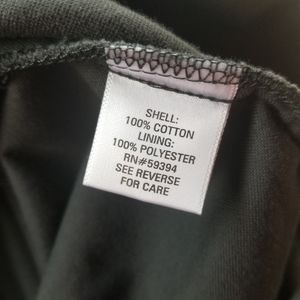 SHELL:
100% COTTON
LINING:
100% POLYESTER
RN#59394
SEE REVERSE
FOR CARE